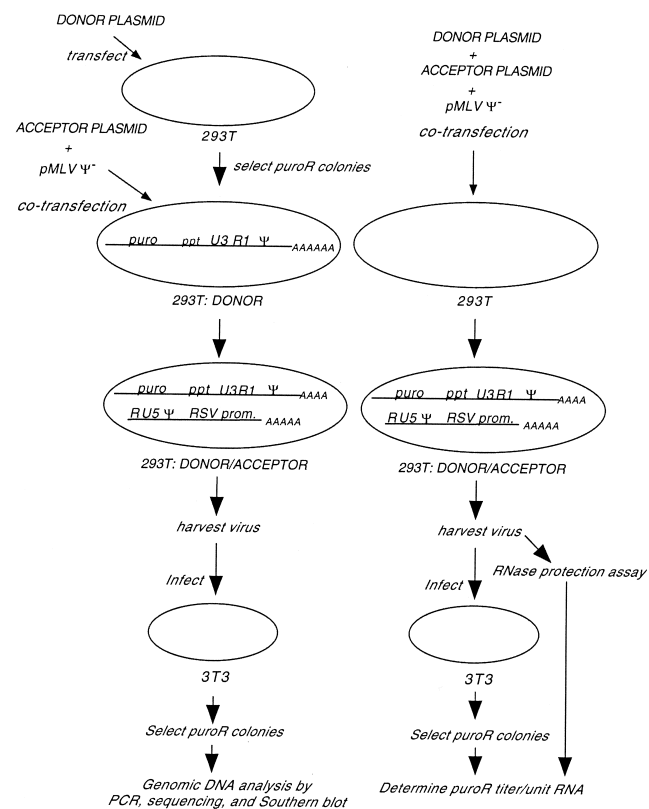 DONOR PLASMID
transfect
293T
ACCEPTOR PLASMID
+
pMLV Ψ-
co-transfection
select puroR colonies
puro ppt U3 R1 Ψ AAAAAA
293T: DONOR
puro ppt U3R1 Ψ AAAA
RU5 Ψ RSV prom. AAAAA
293T: DONOR/ACCEPTOR
harvest virus
Infect
3T3
Select puroR colonies
Genomic DNA analysis by
PCR, sequencing, and Southern blot
DONOR PLASMID
+
ACCEPTOR PLASMID
+
pMLV Ψ-
co-transfection
293T
puro ppt U3R1 Ψ AAAA
RU5 Ψ RSV prom. AAAAA
293T: DONOR/ACCEPTOR
harvest virus
RNase protection assay
Infect
3T3
Select puroR colonies
Determine puroR titer/unit RNA